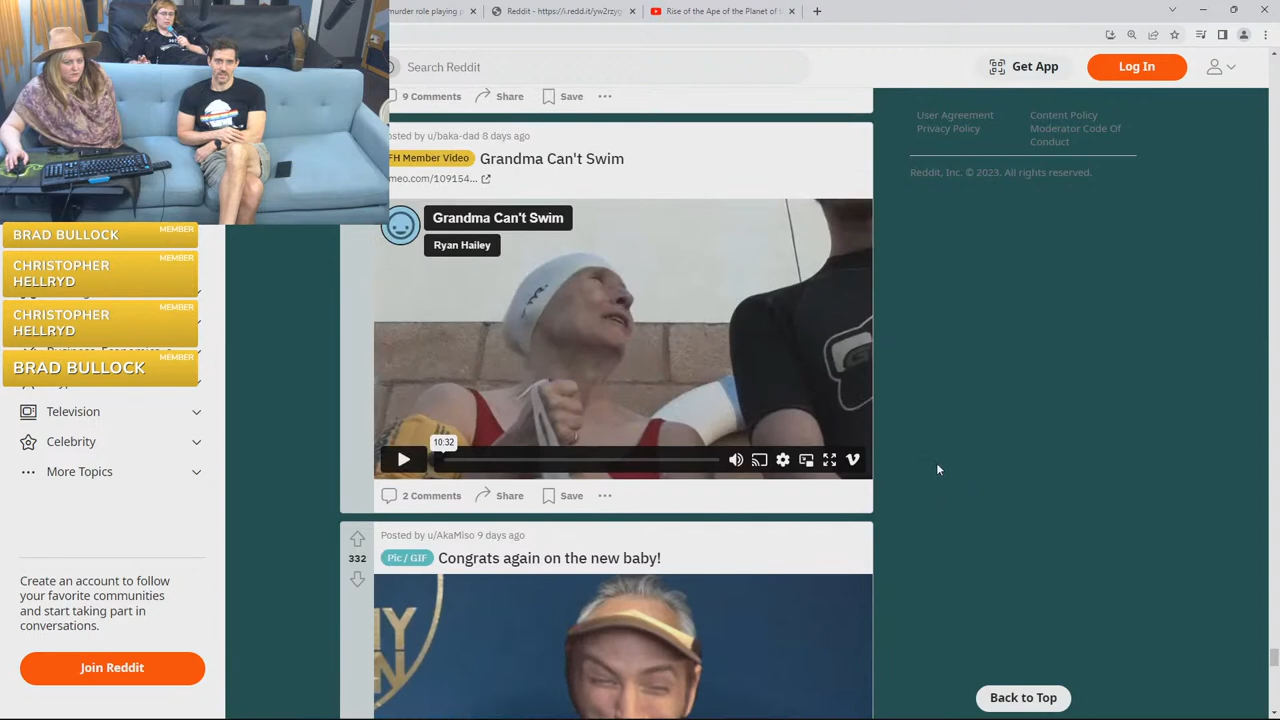 murder role playing p
Reddit - https://i.redd.it/yw2rzyg
Rise of the Ape of the Planet of
Search Reddit
Get App
Log In
9 Comments
Share
Save
User Agreement
Content Policy
Privacy Policy
Moderator Code Of
Conduct
Reddit, Inc. © 2023. All rights reserved.
osted by u/baka-dad 8 days ago
FH Member Video
Grandma Can't Swim
meo.com/109154...
Grandma Can't Swim
Ryan Hailey
BRAD BULLOCK
MEMBER
CHRISTOPHER
HELLRYD
MEMBER
CHRISTOPHER
HELLRYD
MEMBER
BRAD BULLOCK
MEMBER
Television
Celebrity
More Topics
10:32
2 Comments
Share
Save
Posted by u/AkaMiso 9 days ago
332
Pic / GIF
Congrats again on the new baby!
Create an account to follow
your favorite communities
and start taking part in
conversations.
Join Reddit
Back to Top